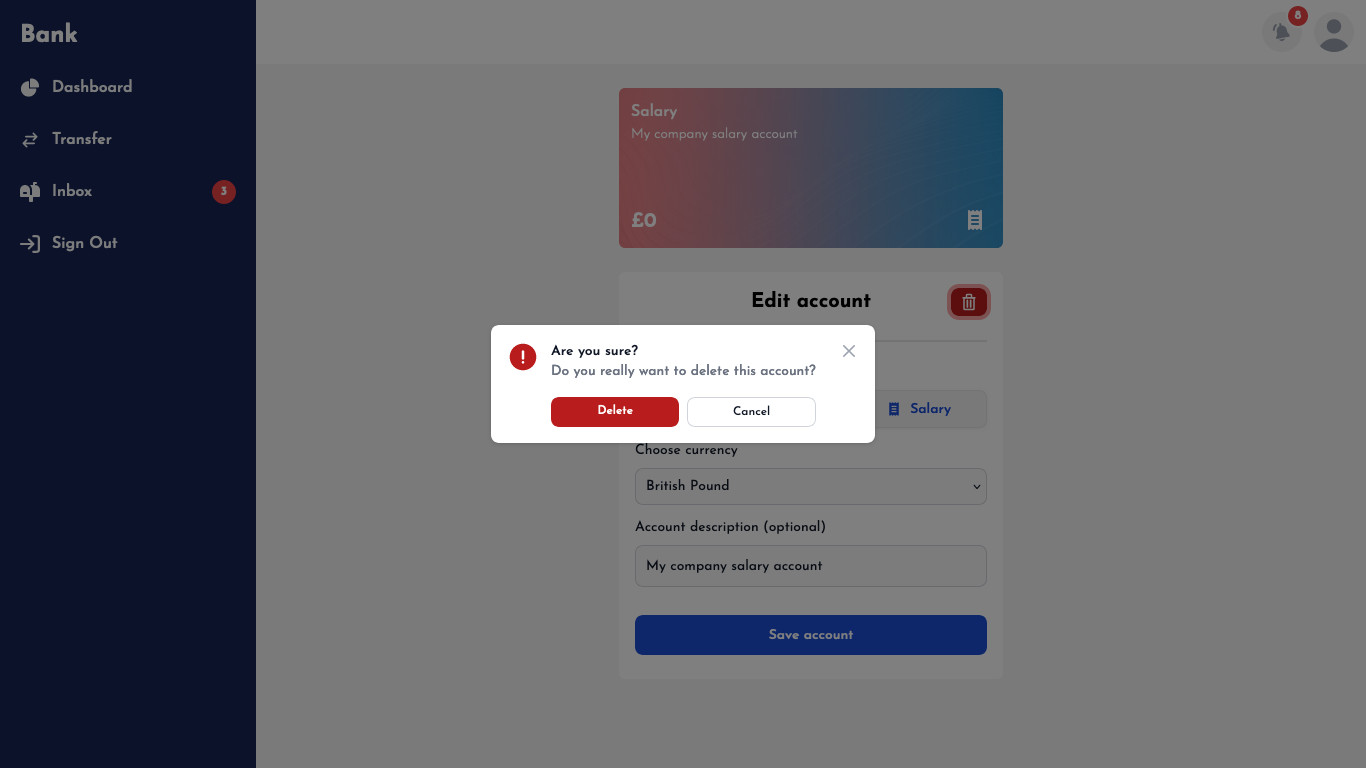 Bank
Dashboard
Transfer
Inbox
3
Sign Out
8
Salary
My company salary account
£0
Edit account
Are you sure?
Do you really want to delete this account?
Delete
Cancel
Salary
Choose currency
British Pound
Account description (optional)
My company salary account
Save account